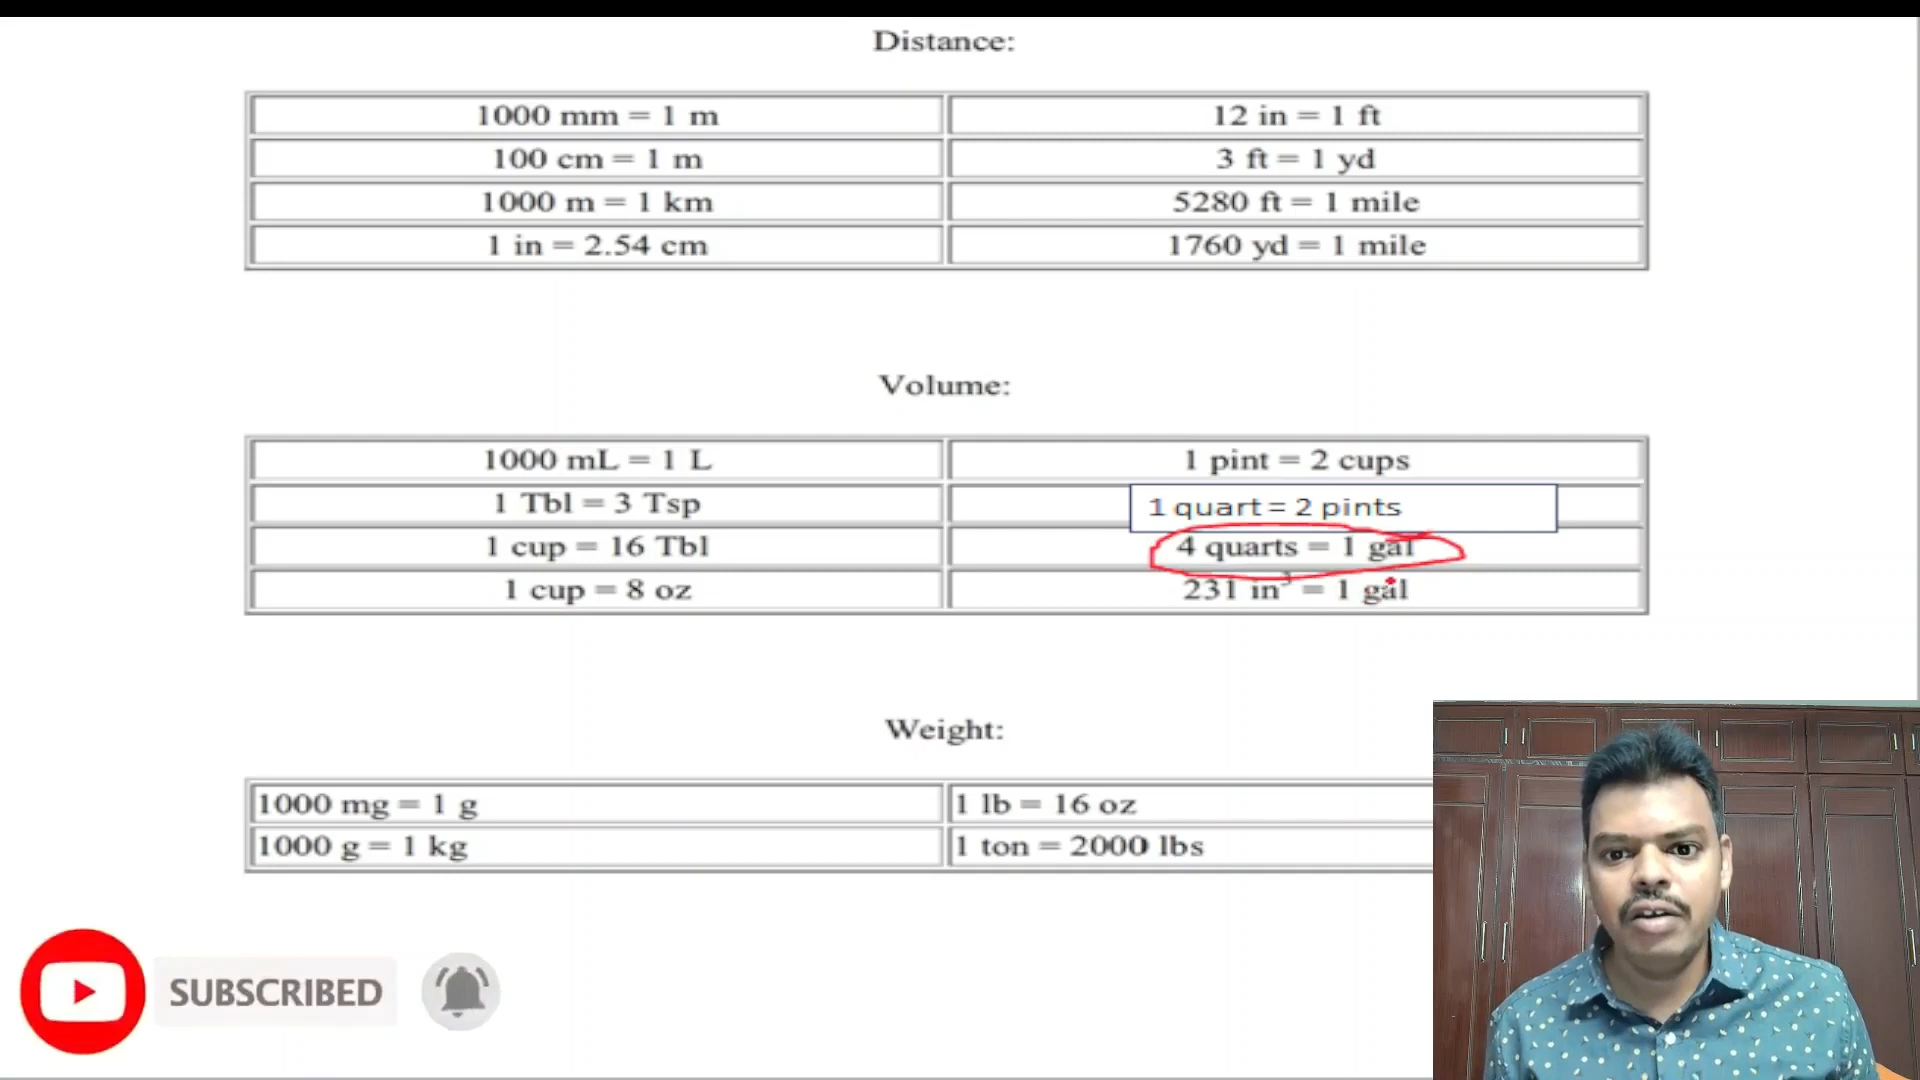 Distance:
1000 mm = 1 m
12 in = 1 ft
100 cm = 1 m
3 ft = 1 yd
1000 m = 1 km
5280 ft = 1 mile
1 in = 2.54 cm
1760 yd = 1 mile
Volume:
1000 mL = 1 L
1 pint = 2 cups
1 Tbl = 3 Tsp
1 quart = 2 pints
1 cup = 16 Tbl
4 quarts = 1 gal
1 cup = 8 oz
231 in³ = 1 gal
Weight:
1000 mg = 1 g
1 lb = 16 oz
1000 g = 1 kg
1 ton = 2000 lbs
SUBSCRIBED